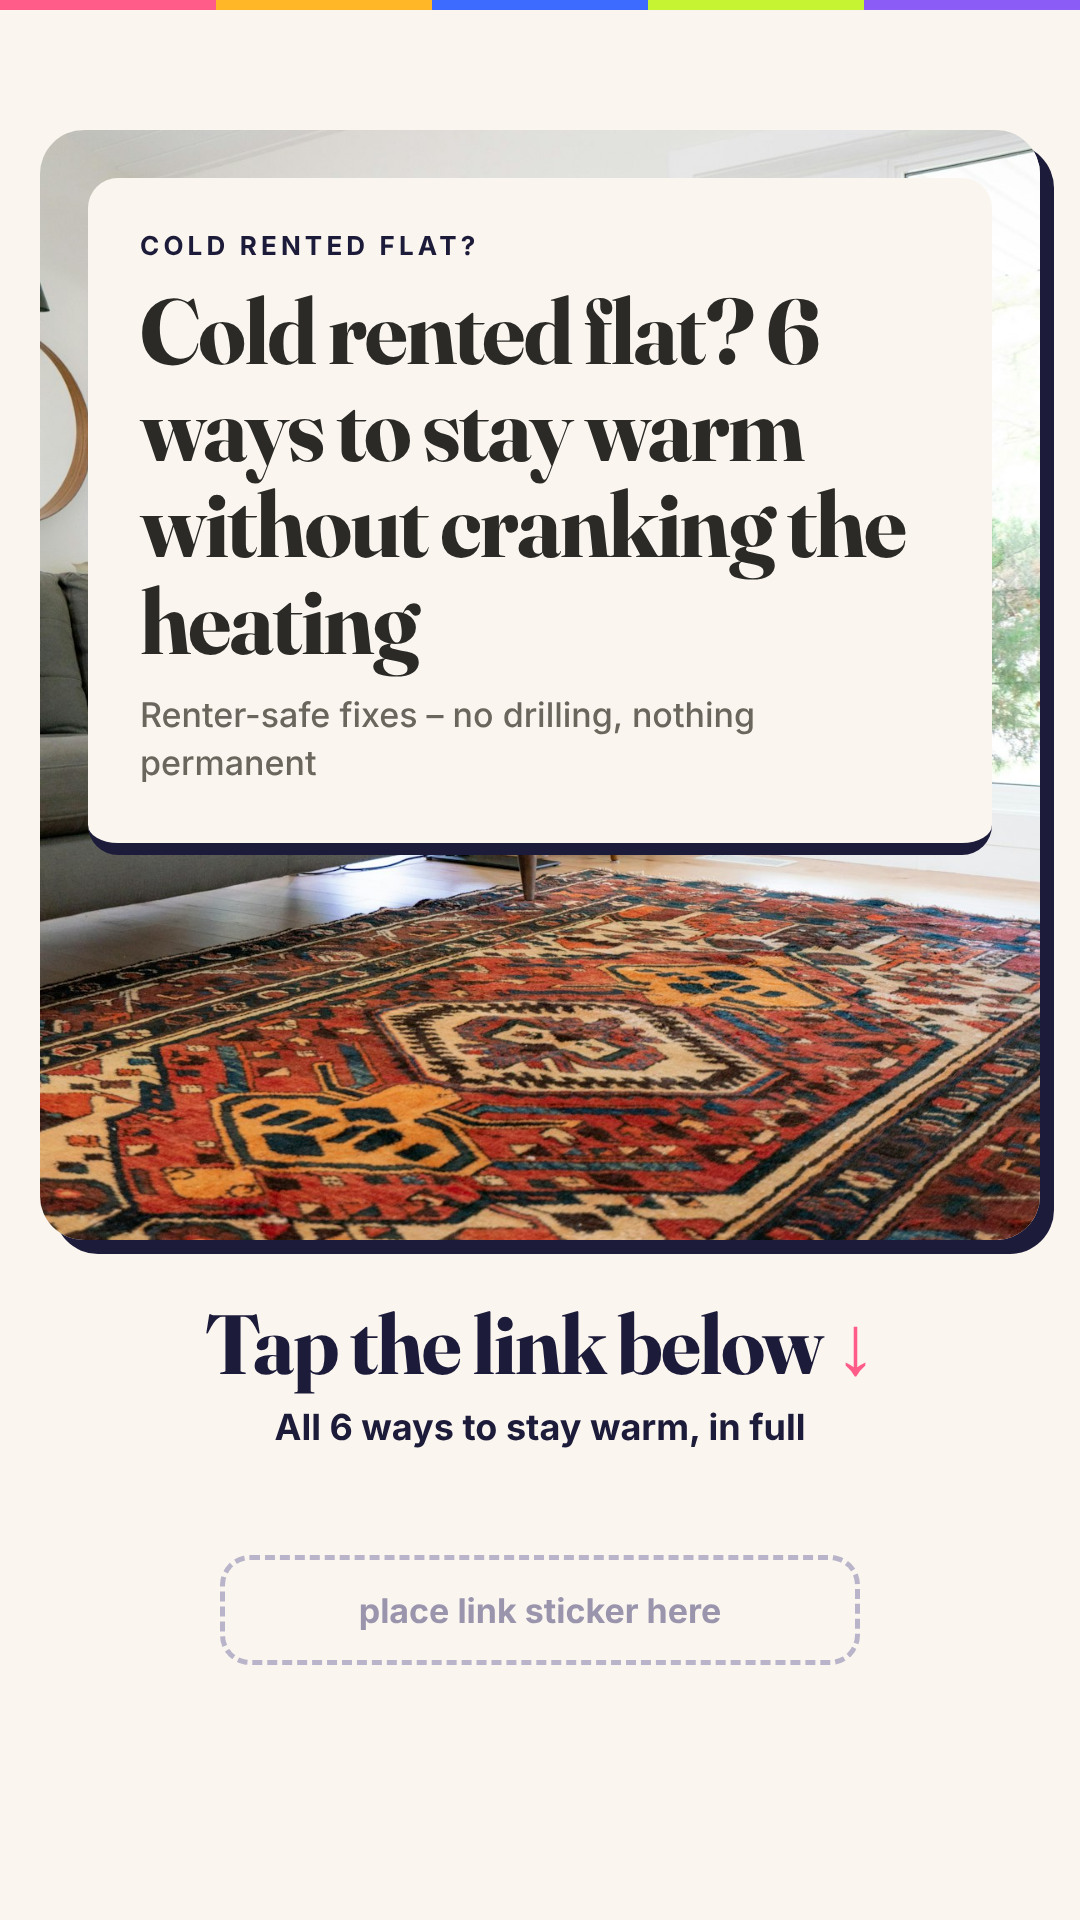 COLD RENTED FLAT?
Cold rented flat? 6
ways to stay warm
without cranking the
heating
Renter-safe fixes – no drilling, nothing
permanent
Tap the link below ↓
All 6 ways to stay warm, in full
place link sticker here